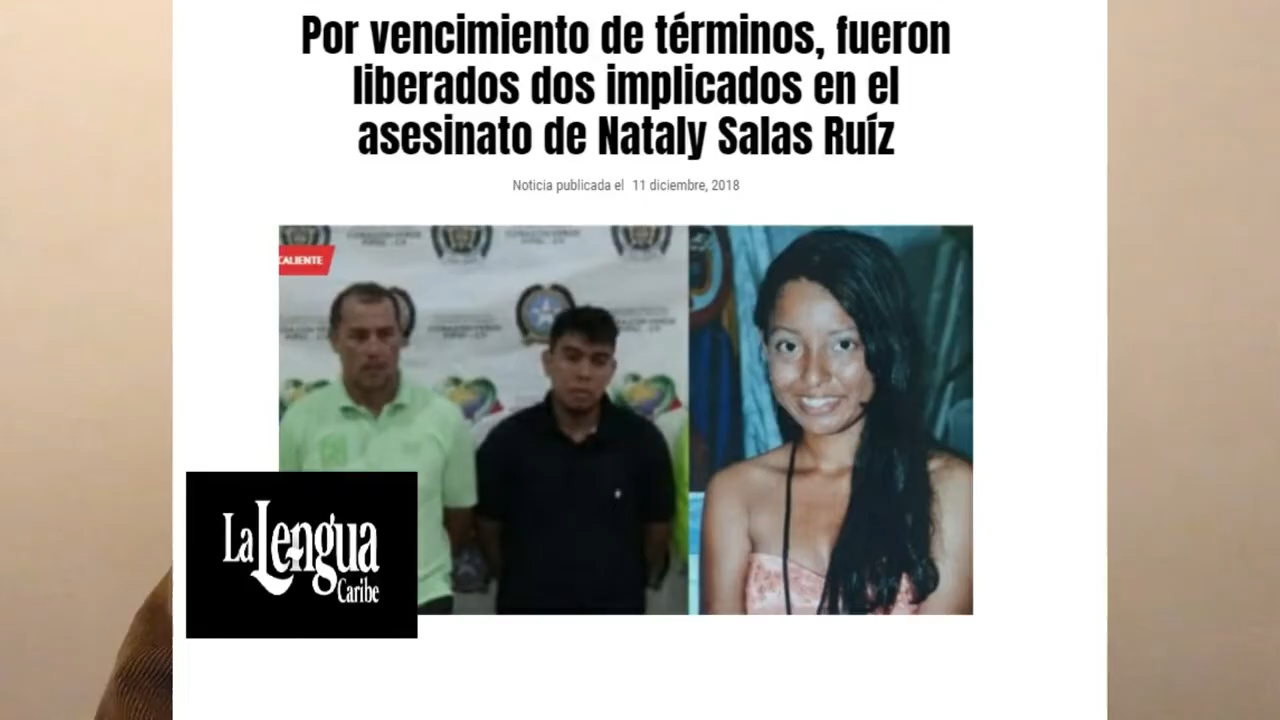 Por vencimiento de términos, fueron
liberados dos implicados en el
asesinato de Nataly Salas Ruíz
Noticia publicada el 11 diciembre, 2018
CALIENTE
La Lengua
Caribe